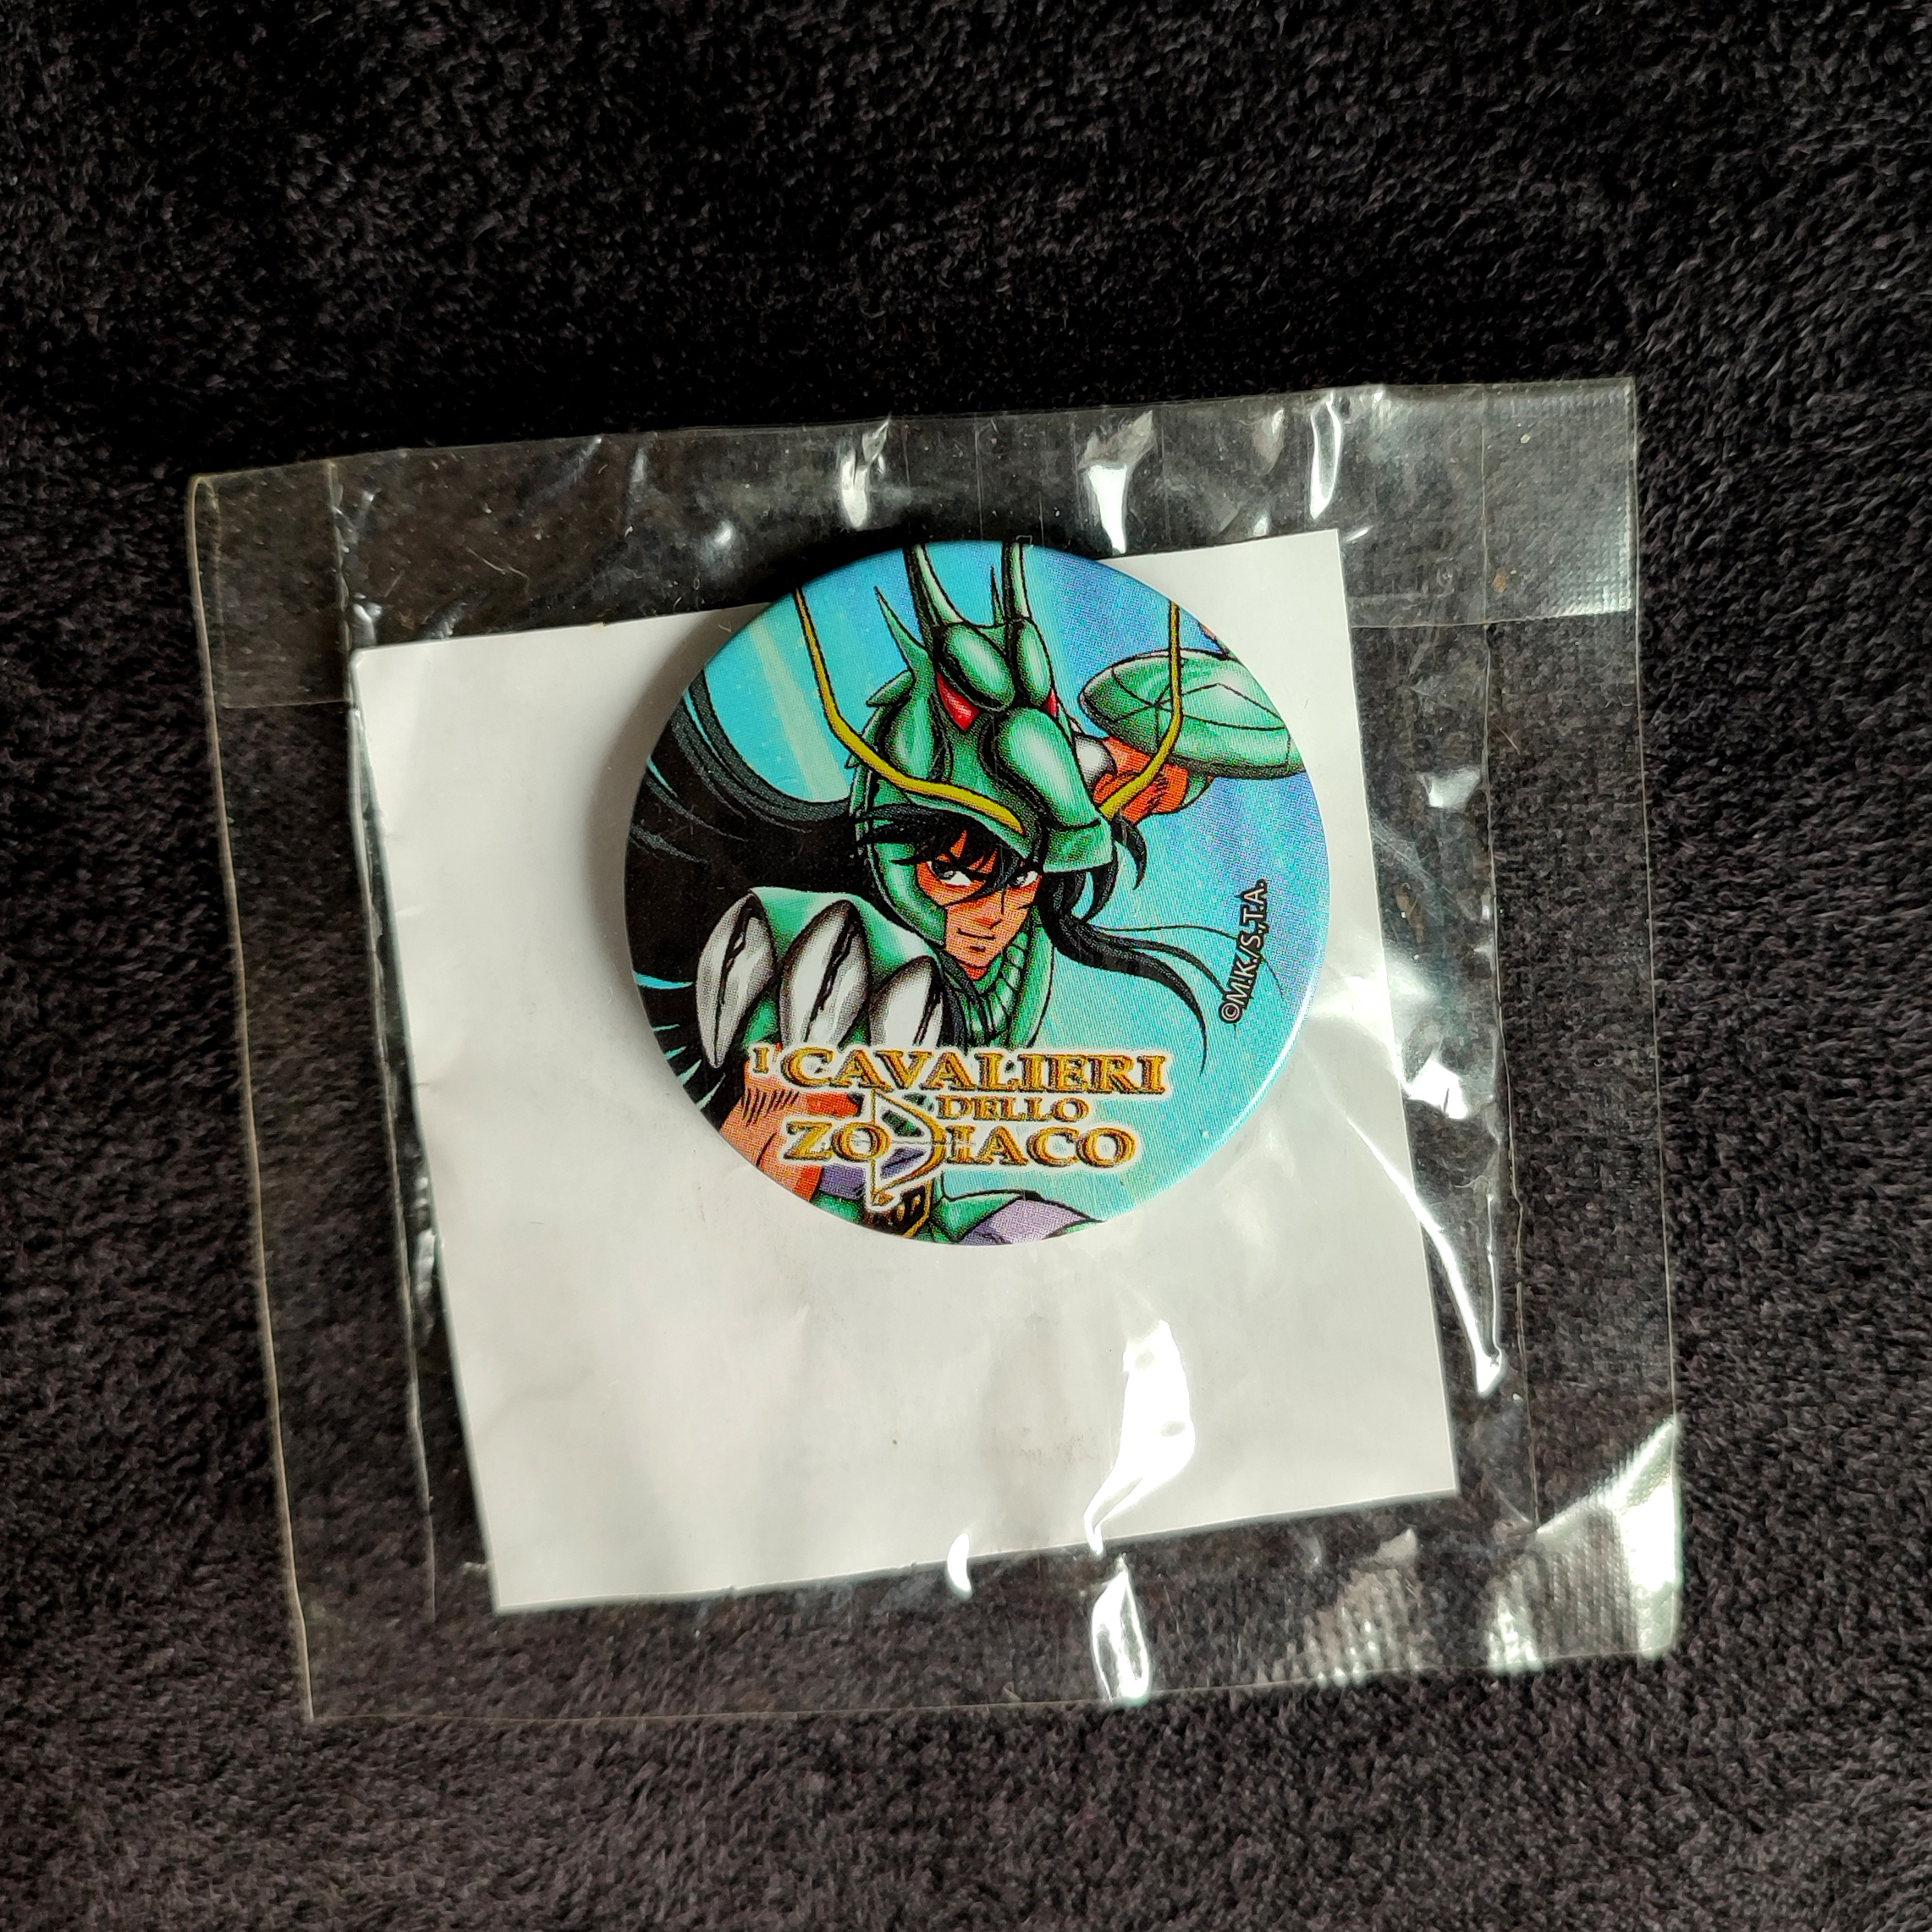 I CAVALIERI
DELLO
ZODIACO
©M.K./S.,T.A.